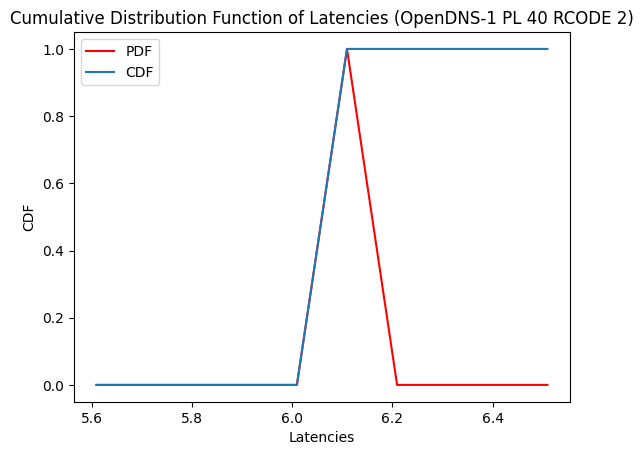 Cumulative Distribution Function of Latencies (OpenDNS-1 PL 40 RCODE 2)
PDF
CDF
CDF
1.0
0.8
0.6
0.4
0.2
0.0
5.6
5.8
6.0
6.2
6.4
Latencies